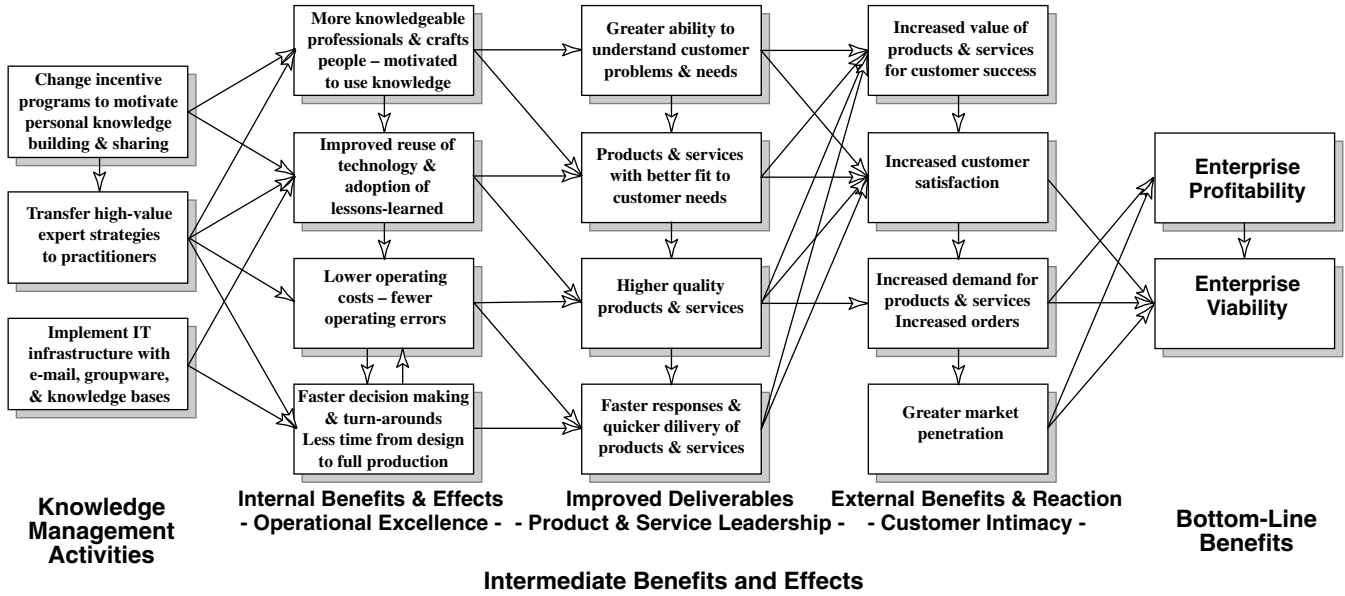 Change incentive
programs to motivate
personal knowledge
building & sharing
Transfer high-value
expert strategies
to practitioners
Implement IT
infrastructure with
e-mail, groupware,
& knowledge bases
Knowledge
Management
Activities
More knowledgeable
professionals & crafts
people – motivated
to use knowledge
Improved reuse of
technology &
adoption of
lessons-learned
Lower operating
costs – fewer
operating errors
Faster decision making
& turn-arounds
Less time from design
to full production
Internal Benefits & Effects
- Operational Excellence -
Greater ability to
understand customer
problems & needs
Products & services
with better fit to
customer needs
Higher quality
products & services
Faster responses &
quicker dilivery of
products & services
Improved Deliverables
- Product & Service Leadership -
Increased value of
products & services
for customer success
Increased customer
satisfaction
Increased demand for
products & services
Increased orders
Greater market
penetration
External Benefits & Reaction
- Customer Intimacy -
Enterprise
Profitability
Enterprise
Viability
Bottom-Line
Benefits
Intermediate Benefits and Effects